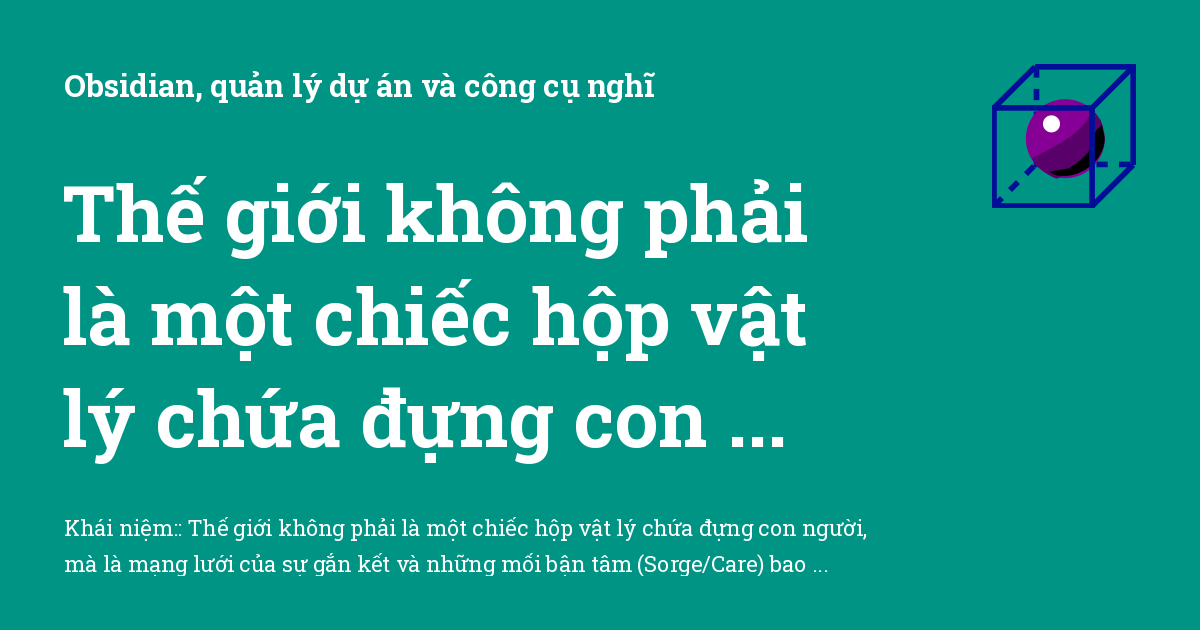 Obsidian, quản lý dự án và công cụ nghĩ
Thế giới không phải
là một chiếc hộp vật
lý chứa đựng con ...
Khái niệm:: Thế giới không phải là một chiếc hộp vật lý chứa đựng con người,
mà là mạng lưới của sự gắn kết và những mối bận tâm (Sorge/Care) bao ...